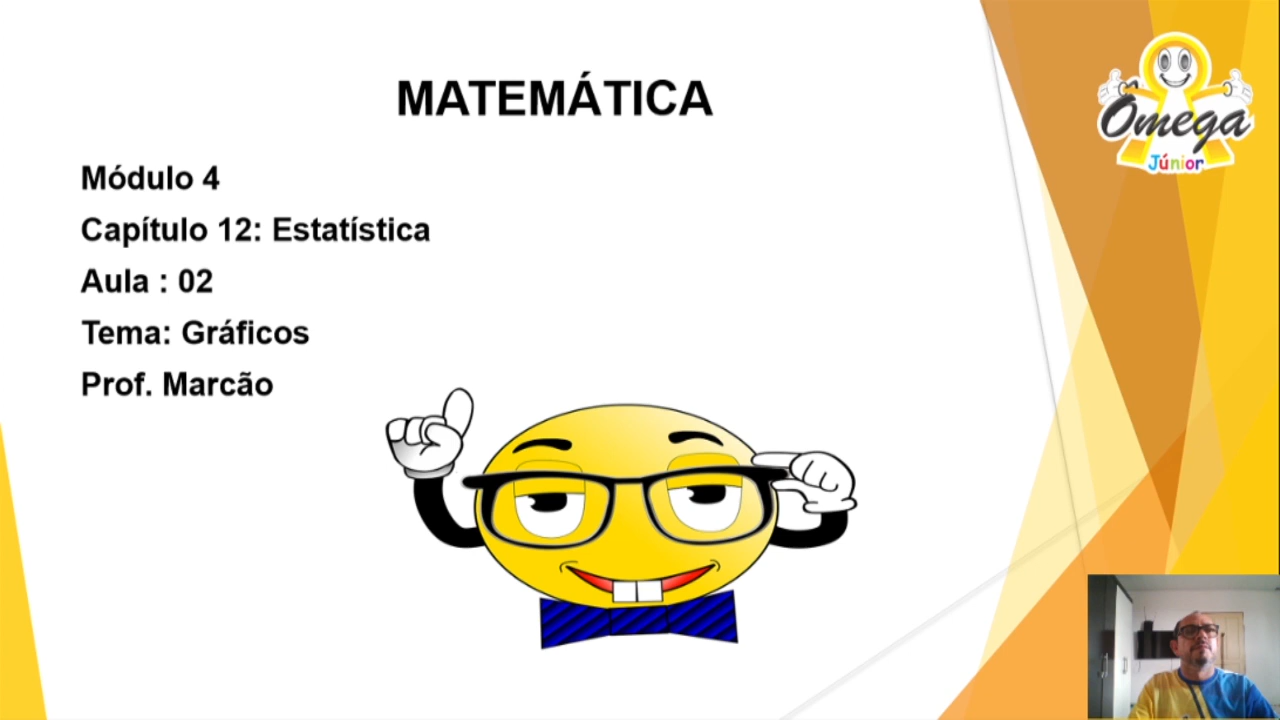 MATEMÁTICA
Ômega
Júnior
Módulo 4
Capítulo 12: Estatística
Aula : 02
Tema: Gráficos
Prof. Marcão